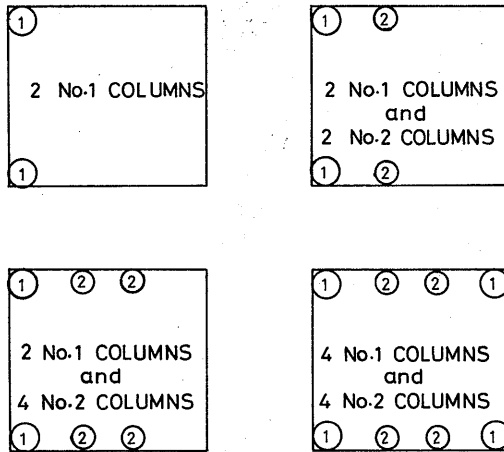 1
2 No.1 COLUMNS
1
1 2
2 No.1 COLUMNS
and
2 No.2 COLUMNS
1 2
1 2 2
2 No.1 COLUMNS
and
4 No.2 COLUMNS
1 2 2
1 2 2 1
4 No.1 COLUMNS
and
4 No.2 COLUMNS
1 2 2 1